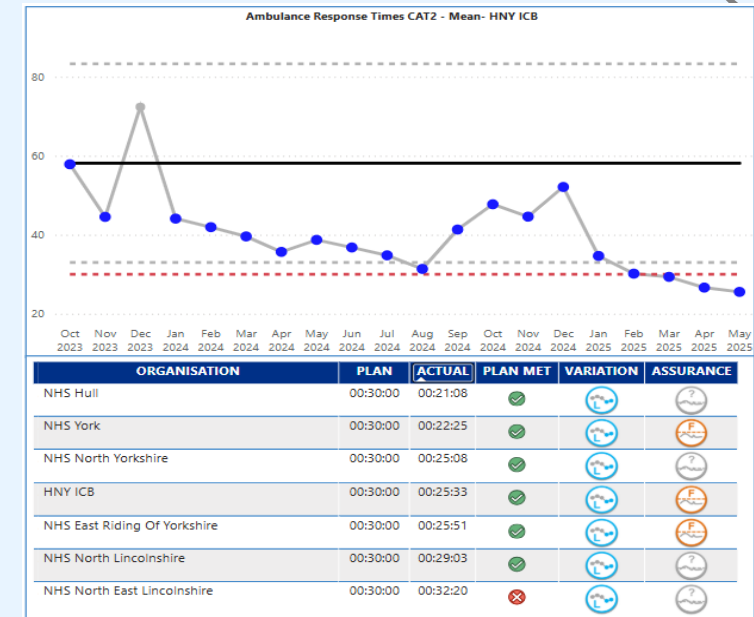 Ambulance Response Times CAT2 - Mean- HNY ICB
80
60
40
20
Oct Nov Dec Jan Feb Mar Apr May Jun Jul Aug Sep Oct Nov Dec Jan Feb Mar Apr May
2023 2023 2023 2024 2024 2024 2024 2024 2024 2024 2024 2024 2024 2024 2024 2025 2025 2025 2025 2025
ORGANISATION PLAN ACTUAL PLAN MET VARIATION ASSURANCE
NHS Hull 00:30:00 00:21:08 L ?
NHS York 00:30:00 00:22:25 L F
NHS North Yorkshire 00:30:00 00:25:08 L ?
HNY ICB 00:30:00 00:25:33 L F
NHS East Riding Of Yorkshire 00:30:00 00:25:51 L F
NHS North Lincolnshire 00:30:00 00:29:03 L ?
NHS North East Lincolnshire 00:30:00 00:32:20 L ?